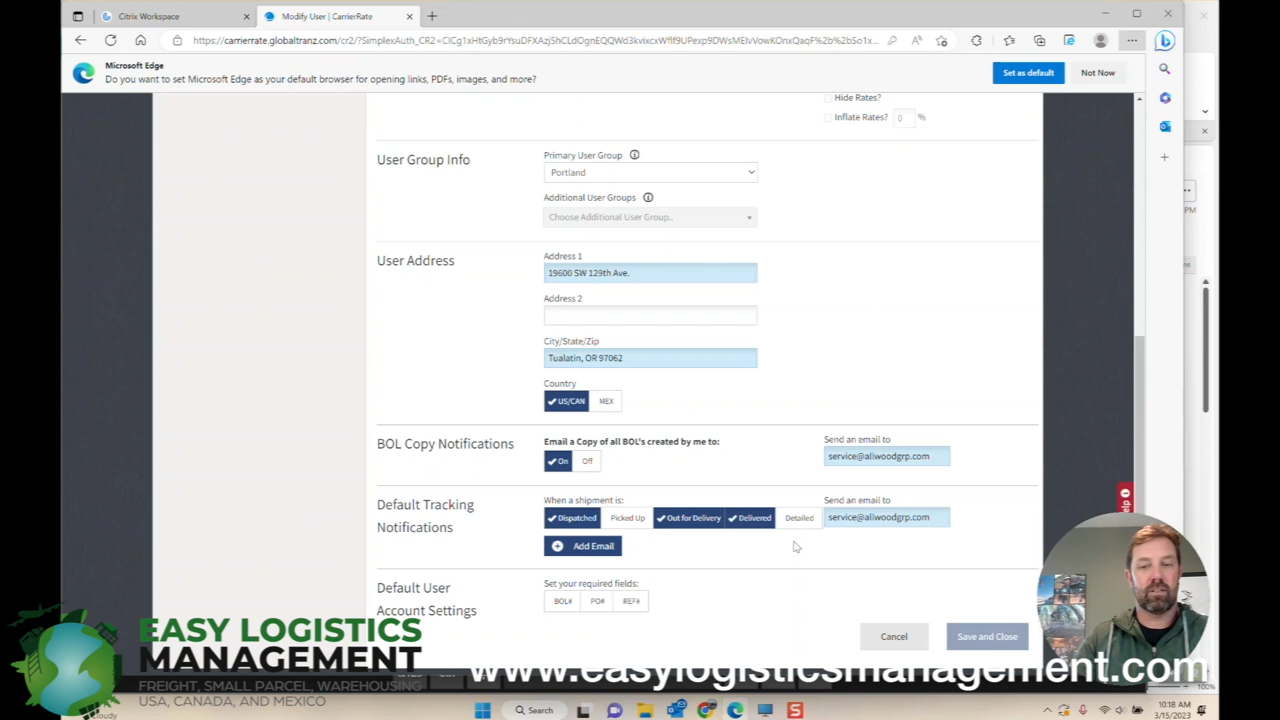 Citrix Workspace
Modify User | CarrierRate
Microsoft Edge
Do you want to set Microsoft Edge as your default browser for opening links, PDFs, images, and more?
Set as default
Not Now
Hide Rates?
Inflate Rates? 0 %
User Group Info
Primary User Group
Portland
Additional User Groups
Choose Additional User Group..
User Address
Address 1
19600 SW 129th Ave.
Address 2
City/State/Zip
Tualatin, OR 97062
Country
US/CAN MEX
BOL Copy Notifications
Email a Copy of all BOL's created by me to:
On Off
Send an email to
service@allwoodgrp.com
Default Tracking
Notifications
When a shipment is:
Dispatched Picked Up Out for Delivery Delivered Detailed
Send an email to
service@allwoodgrp.com
Add Email
Default User
Account Settings
Set your required fields:
BOL# PO# REF#
Cancel
Save and Close
EASY LOGISTICS
MANAGEMENT
FREIGHT, SMALL PARCEL, WAREHOUSING
USA, CANADA, AND MEXICO
www.easylogisticsmanagement.com
Cloudy
Search
100%
10:18 AM
3/15/2023
PM